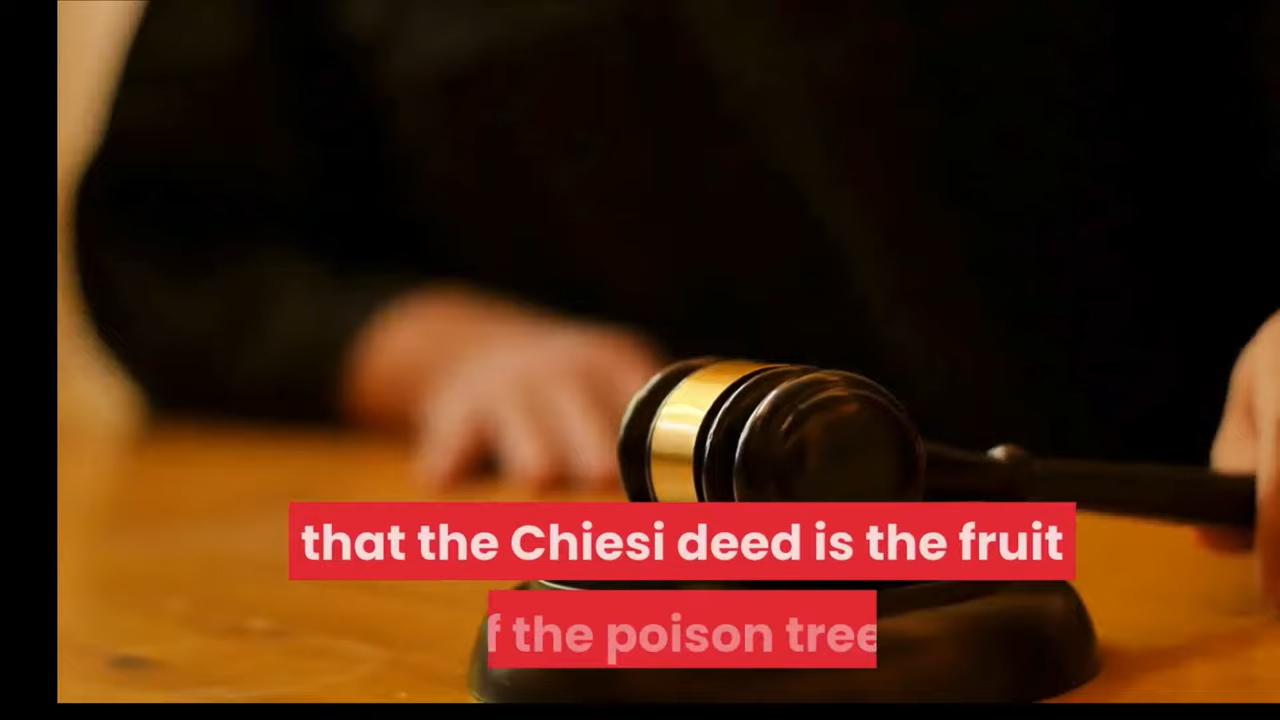 that the Chiesi deed is the fruit
f the poison tree